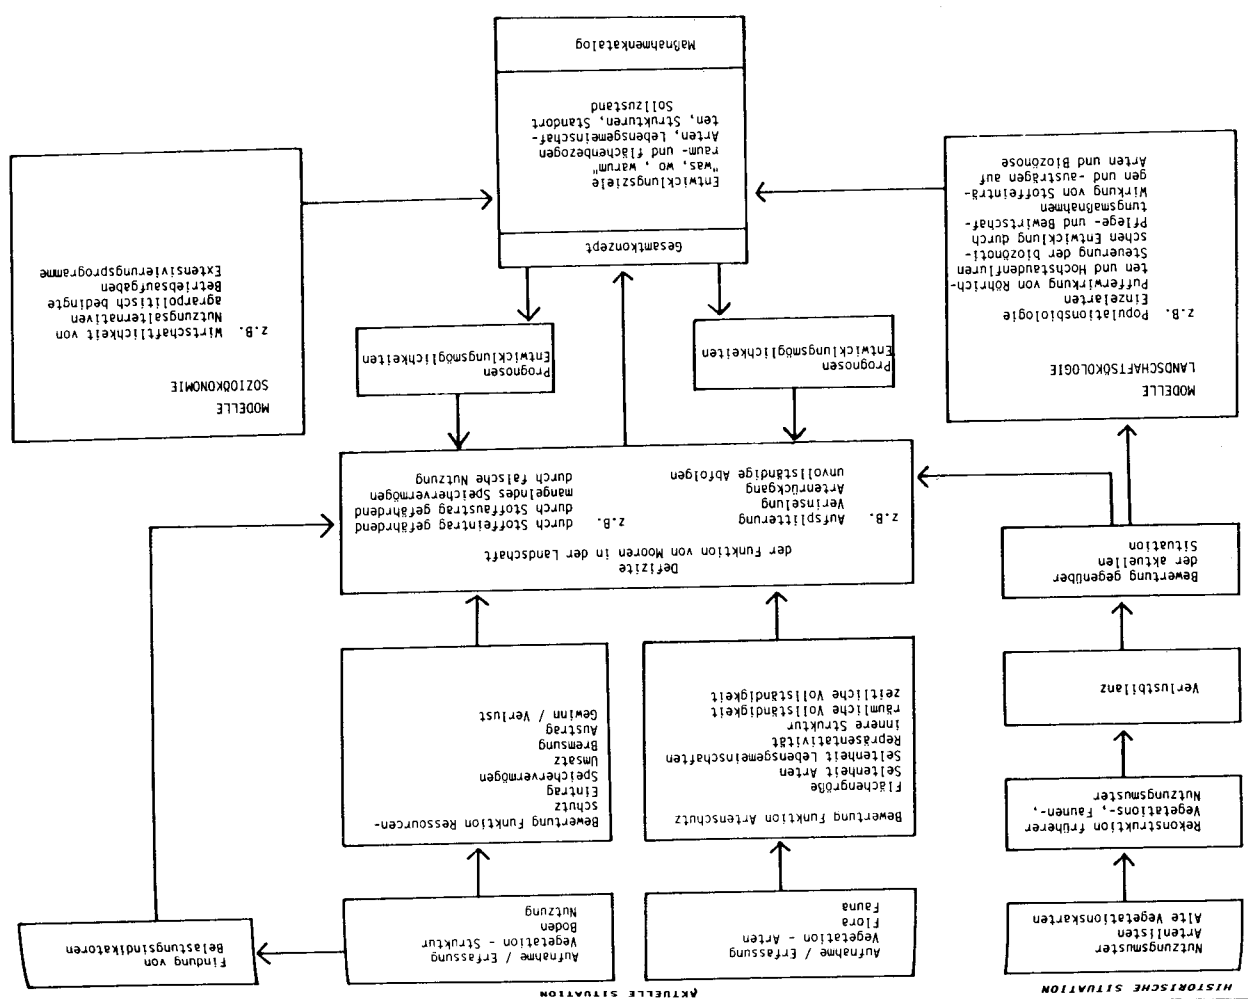 HISTORISCHE SITUATION
AKTUELLE SITUATION
Nutzungsmuster
Artenlisten
Alte Vegetationskarten
Aufnahme / Erfassung
Vegetation - Arten
Flora
Fauna
Aufnahme / Erfassung
Vegetation - Struktur
Boden
Nutzung
Findung von
Belastungsindikatoren
Rekonstruktion früherer
Vegetations-, Faunen-,
Nutzungsmuster
Bewertung Funktion Artenschutz
Flächengröße
Seltenheit Arten
Seltenheit Lebensgemeinschaften
Repräsentativität
innere Struktur
räumliche Vollständigkeit
zeitliche Vollständigkeit
Bewertung Funktion Ressourcen-
schutz
Eintrag
Speichervermögen
Umsatz
Bremsung
Austrag
Gewinn / Verlust
Verlustbilanz
Bewertung gegenüber
der aktuellen
Situation
Defizite
der Funktion von Mooren in der Landschaft
z.B. Aufsplitterung
Verinselung
Artenrückgang
unvollständige Abfolgen
z.B. durch Stoffeintrag gefährdend
durch Stoffaustrag gefährdend
mangelndes Speichervermögen
durch falsche Nutzung
MODELLE
LANDSCHAFTSÖKOLOGIE
z.B. Populationsbiologie
Einzelarten
Pufferwirkung von Röhrich-
ten und Hochstaudenfluren
Steuerung der biozönoti-
schen Entwicklung durch
Pflege- und Bewirtschaf-
tungsmaßnahmen
Wirkung von Stoffeinträ-
gen und -austrägen auf
Arten und Biozönose
Prognosen
Entwicklungsmöglichkeiten
Prognosen
Entwicklungsmöglichkeiten
MODELLE
SOZIOÖKONOMIE
z.B. Wirtschaftlichkeit von
Nutzungsalternativen
agrarpolitisch bedingte
Betriebsaufgaben
Extensivierungsprogramme
Gesamtkonzept
Entwicklungsziele
"was, wo , warum"
raum- und flächenbezogen
Arten, Lebensgemeinschaf-
ten, Strukturen, Standort
Sollzustand
Maßnahmenkatalog